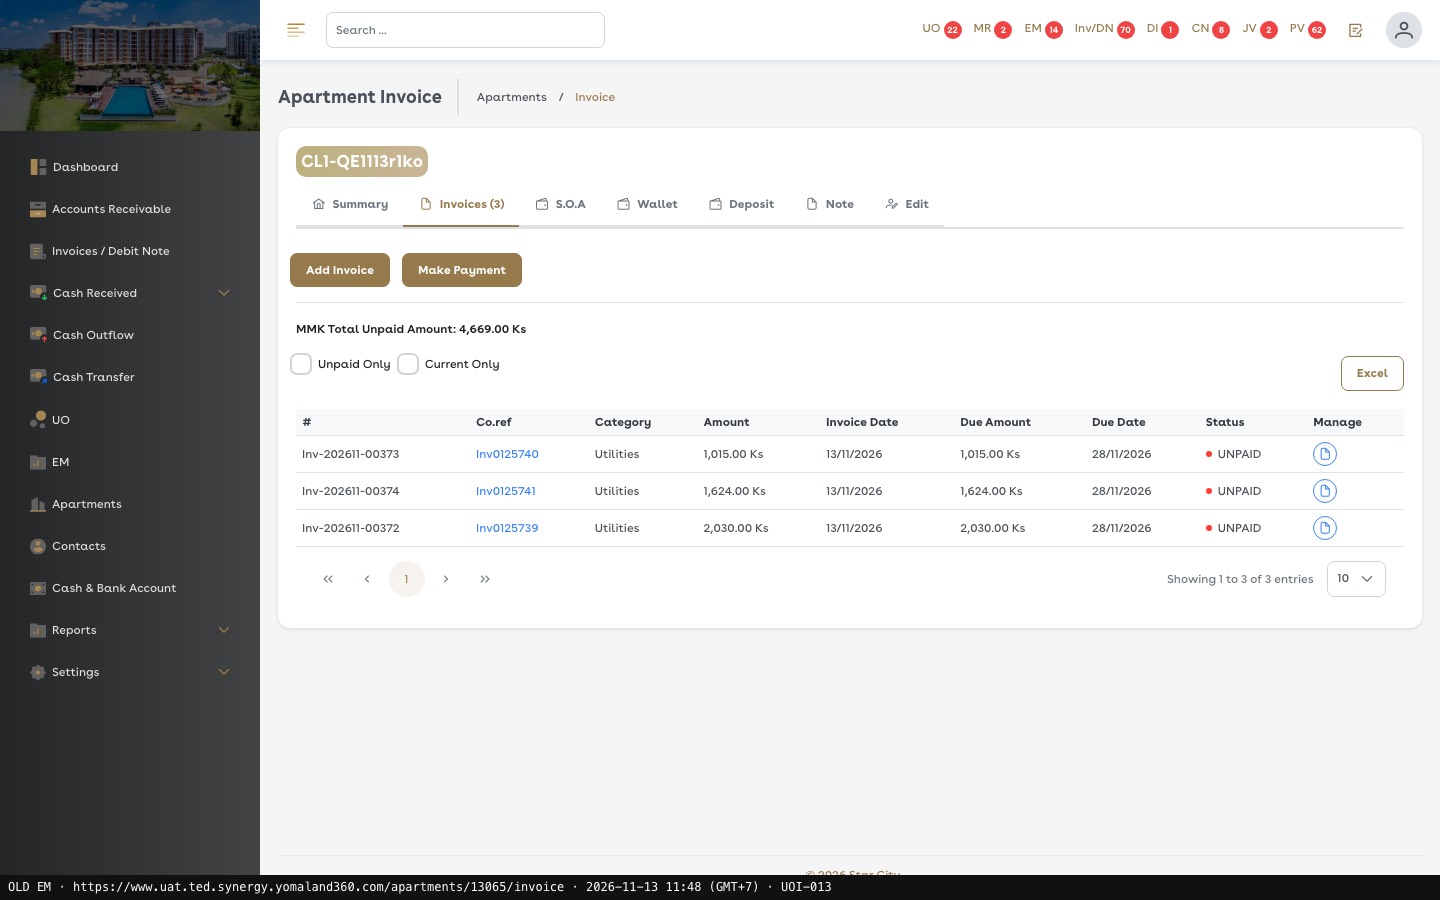 Search ...
UO 22 MR 2 EM 14 Inv/DN 70 DI 1 CN 8 JV 2 PV 62
Dashboard
Accounts Receivable
Invoices / Debit Note
Cash Received
Cash Outflow
Cash Transfer
UO
EM
Apartments
Contacts
Cash & Bank Account
Reports
Settings
Apartment Invoice
Apartments / Invoice
CL1-QE1113r1ko
Summary Invoices (3) S.O.A Wallet Deposit Note Edit
Add Invoice Make Payment
MMK Total Unpaid Amount: 4,669.00 Ks
Unpaid Only Current Only
Excel
# Co.ref Category Amount Invoice Date Due Amount Due Date Status Manage
Inv-202611-00373 Inv0125740 Utilities 1,015.00 Ks 13/11/2026 1,015.00 Ks 28/11/2026 UNPAID
Inv-202611-00374 Inv0125741 Utilities 1,624.00 Ks 13/11/2026 1,624.00 Ks 28/11/2026 UNPAID
Inv-202611-00372 Inv0125739 Utilities 2,030.00 Ks 13/11/2026 2,030.00 Ks 28/11/2026 UNPAID
« ‹ 1 › »
Showing 1 to 3 of 3 entries 10
© 2026 Star City
OLD EM · https://www.uat.ted.synergy.yomaland360.com/apartments/13065/invoice · 2026-11-13 11:48 (GMT+7) · UOI-013